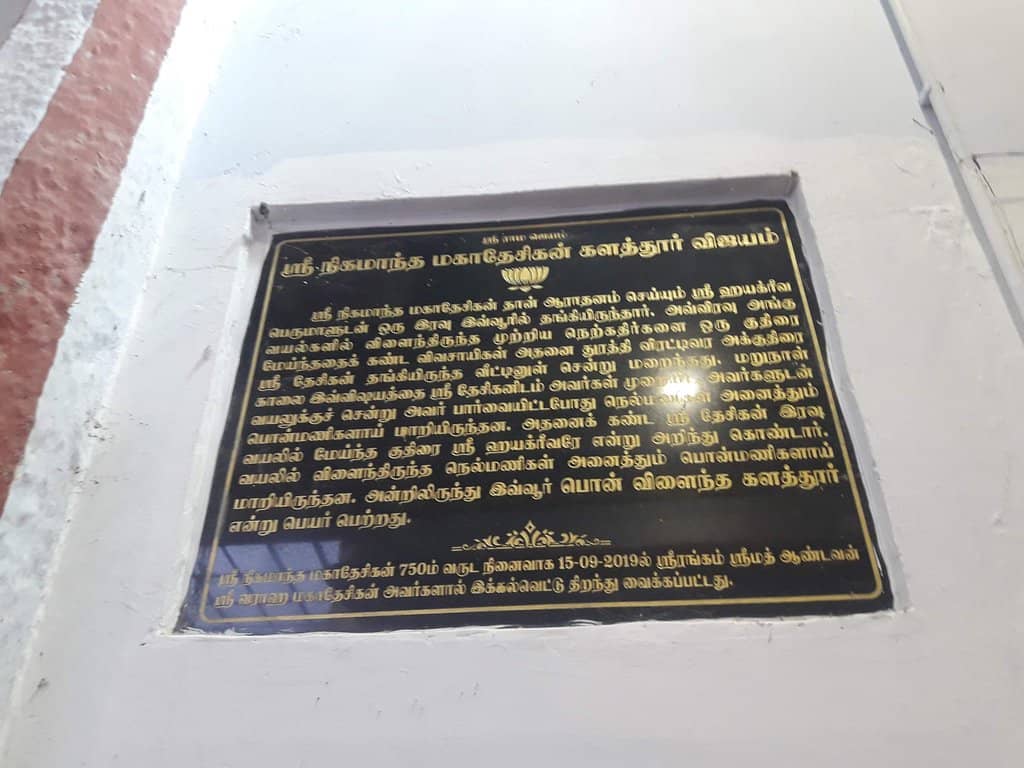 ஸ்ரீ ராம ஜெயம்
ஸ்ரீ நிகமாந்த மகாதேசிகன் களத்தூர் விஜயம்
ஸ்ரீ நிகமாந்த மகாதேசிகன் தான் ஆராதனம் செய்யும் ஸ்ரீ ஹயக்ரீவ
பெருமாளுடன் ஒரு இரவு இவ்வூரில் தங்கியிருந்தார். அவ்விரவு அங்கு
வயல்களில் விளைந்திருந்த முற்றிய நெற்கதிர்களை ஒரு குதிரை
மேய்ந்ததைக் கண்ட விவசாயிகள் அதனை துரத்தி விரட்டிவர அக்குதிரை
ஸ்ரீ தேசிகன் தங்கியிருந்த வீட்டினுள் சென்று மறைந்தது. மறுநாள்
காலை இவ்விஷயத்தை ஸ்ரீ தேசிகனிடம் அவர்கள் அவர்களுடன்
வயலுக்குச் சென்று அவர் பார்வையிட்டபோது நெல்மணிகள் அனைத்தும்
பொன்மணிகளாய் மாறியிருந்தன. அதனைக் கண்ட ஸ்ரீ தேசிகன் இரவு
வயலில் மேய்ந்த குதிரை ஸ்ரீ ஹயக்ரீவரே என்று அறிந்து கொண்டார்.
வயலில் விளைந்திருந்த நெல்மணிகள் அனைத்தும் பொன்மணிகளாய்
மாறியிருந்தன. அன்றிலிருந்து இவ்வூர் பொன் விளைந்த களத்தூர்
என்று பெயர் பெற்றது.
ஸ்ரீ நிகமாந்த மகாதேசிகன் 750ம் வருட நினைவாக 15-09-2019ல் ஸ்ரீரங்கம் ஸ்ரீமத் ஆண்டவன்
ஸ்ரீ வராஹ மகாதேசிகன் அவர்களால் இக்கல்வெட்டு திறந்து வைக்கப்பட்டது.